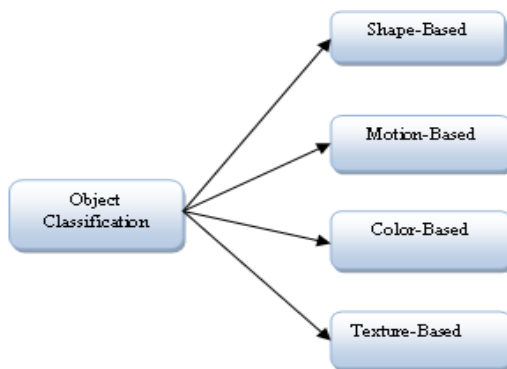 Shape-Based
Motion-Based
Object
Classification
Color-Based
Texture-Based